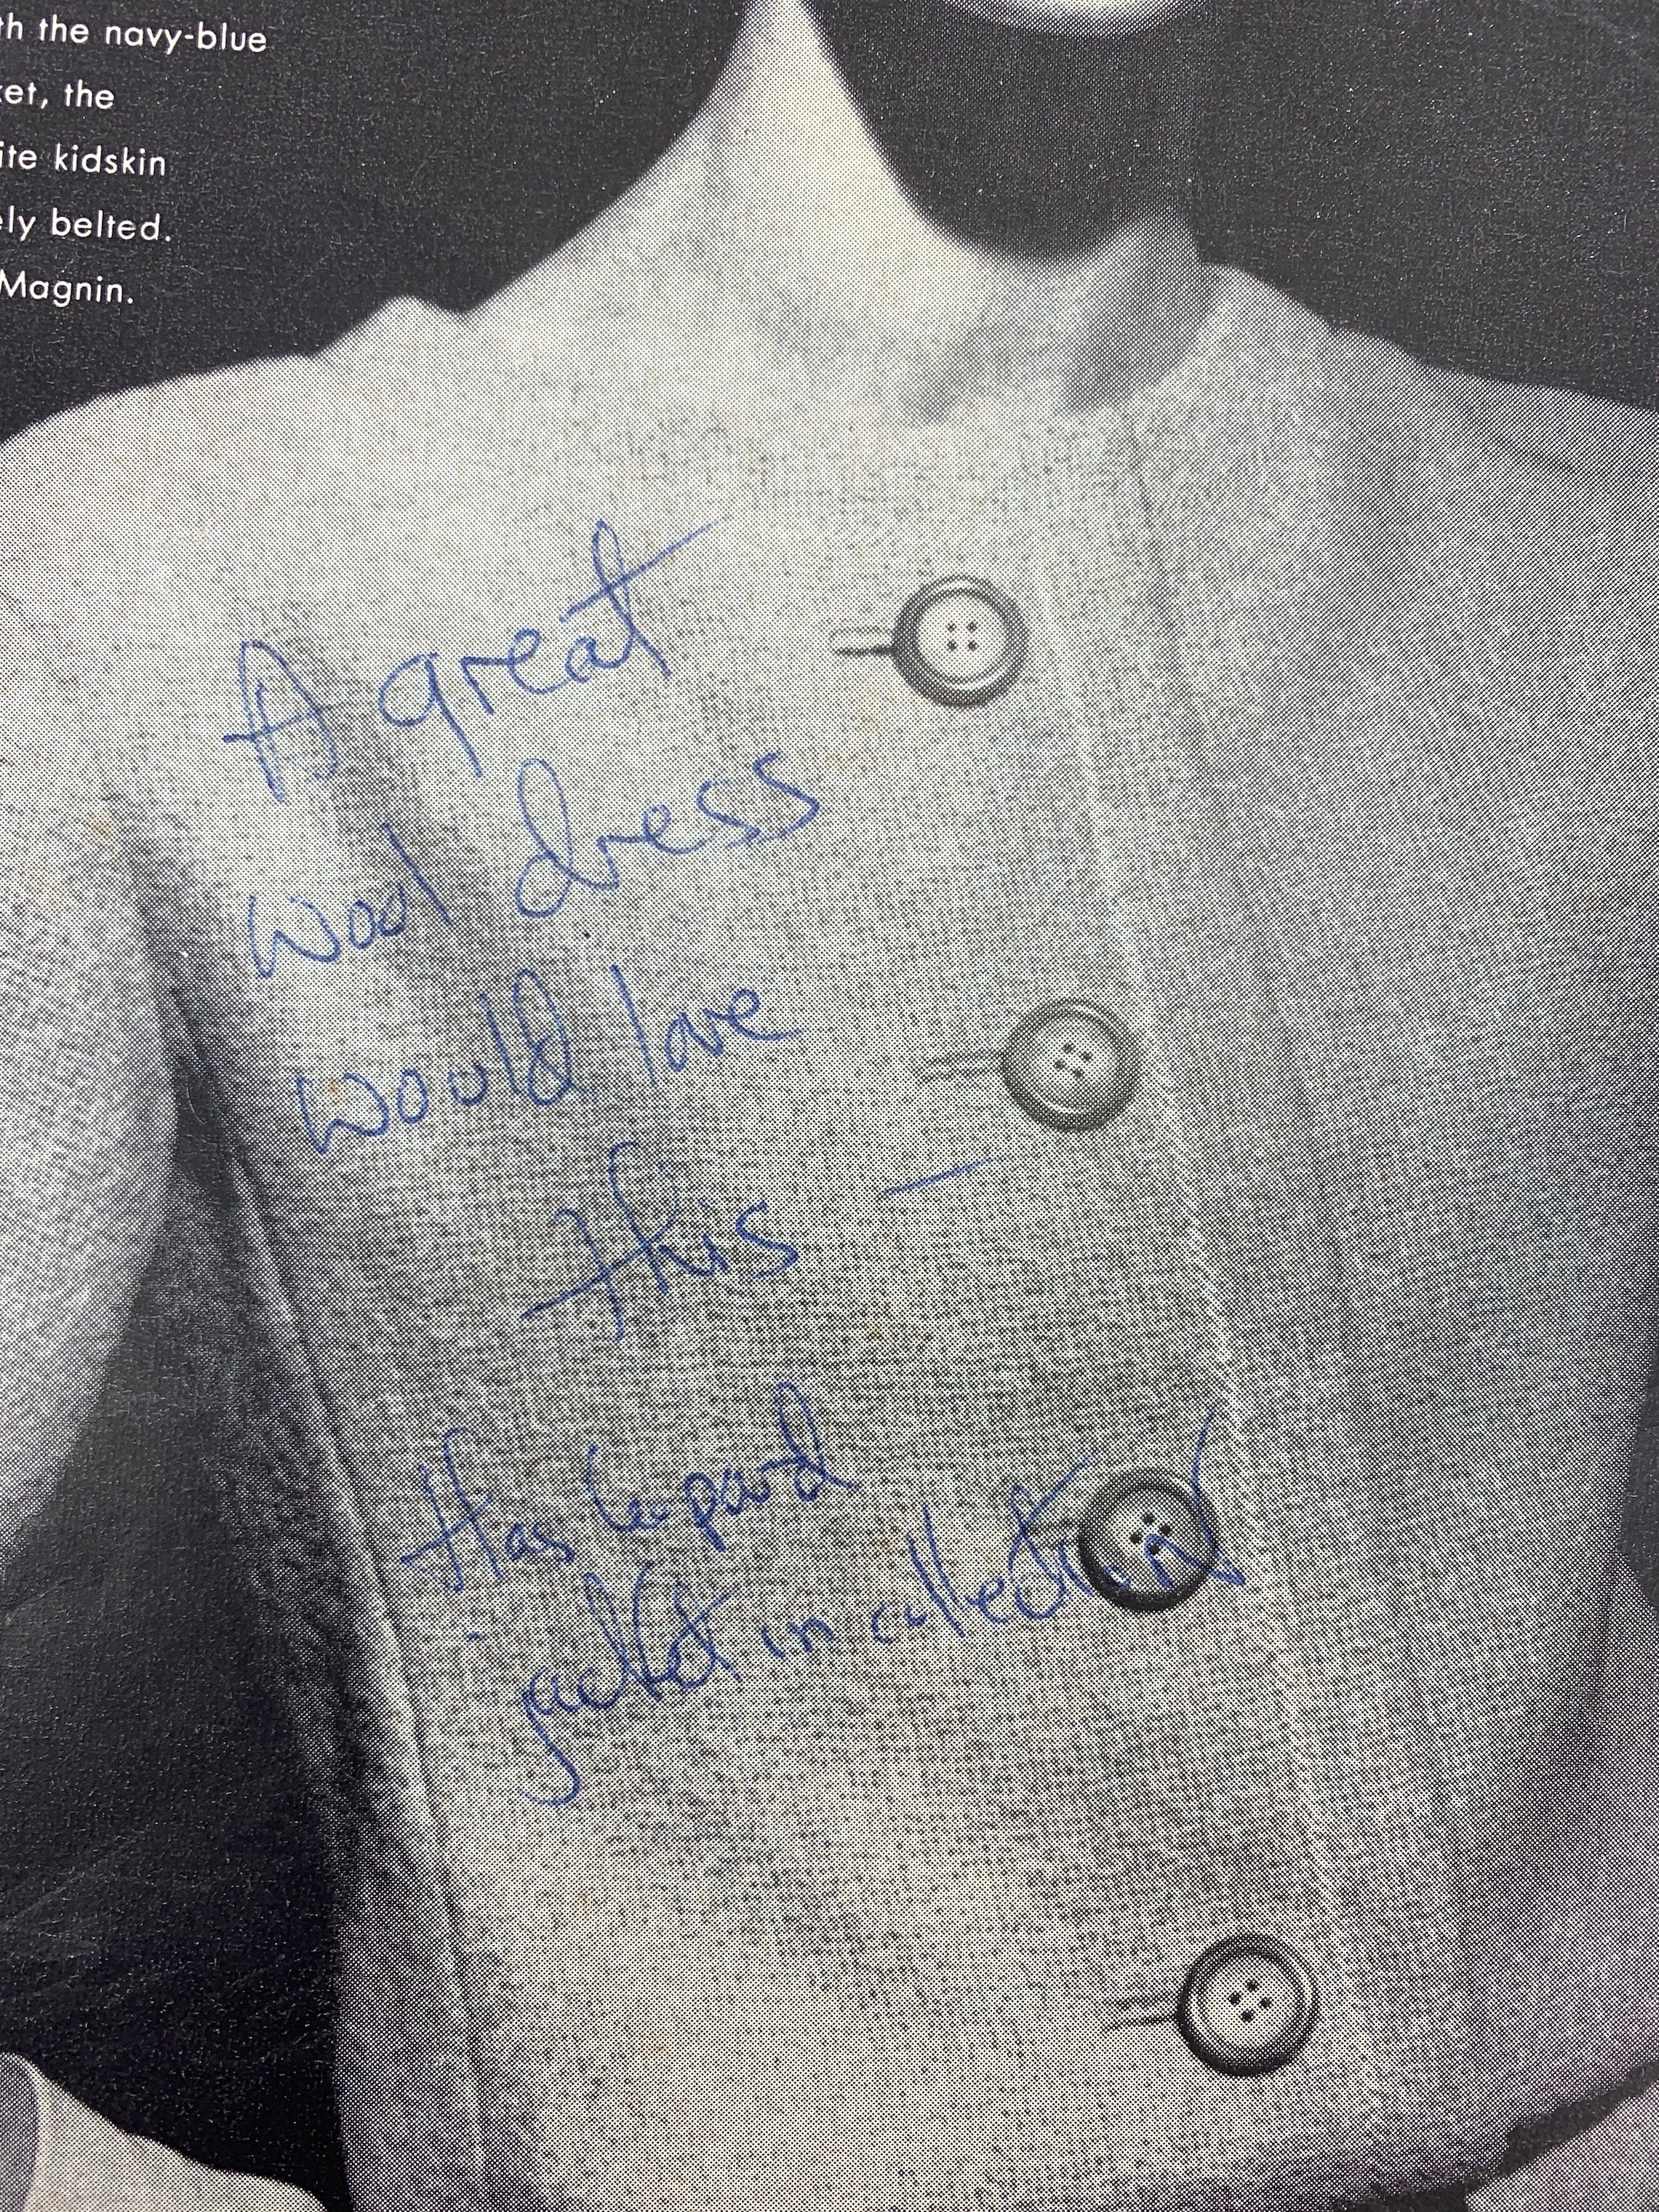 th the navy-blue
ket, the
ite kidskin
ely belted.
Magnin.
A great
wool dress
would love
this —
Has leopard
jacket in collection!